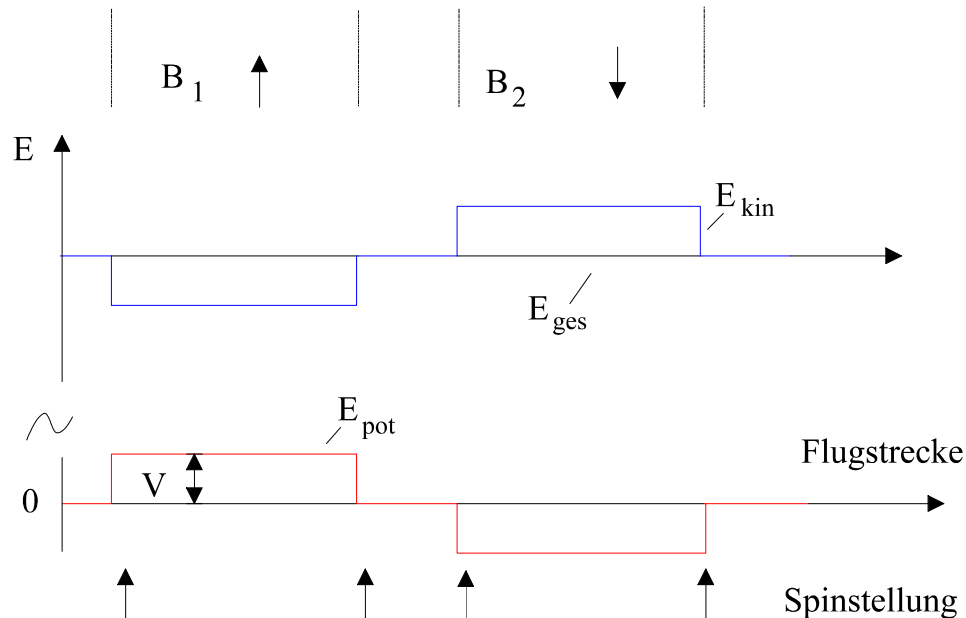 B1
B2
E
Ekin
Eges
Epot
Flugstrecke
V
0
Spinstellung